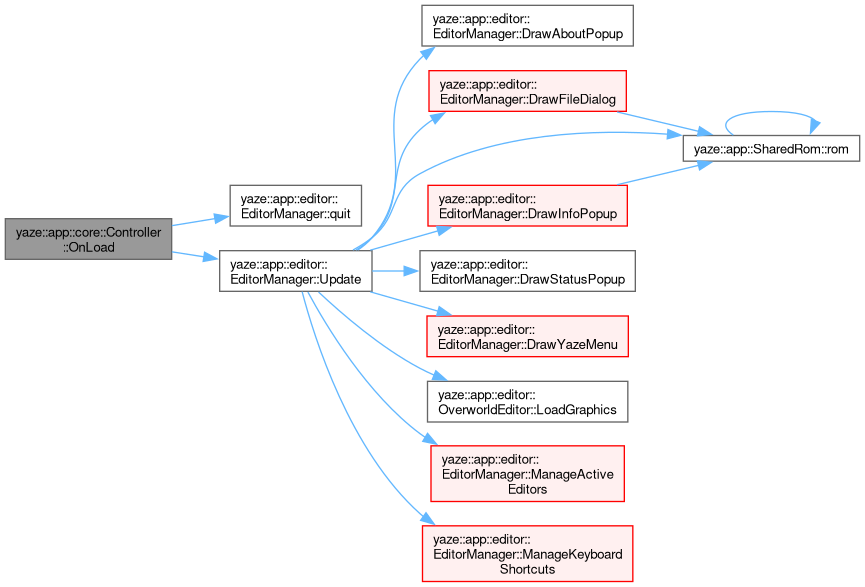 yaze::app::editor::
EditorManager::DrawAboutPopup
yaze::app::editor::
EditorManager::DrawFileDialog
yaze::app::SharedRom::rom
yaze::app::editor::
EditorManager::quit
yaze::app::editor::
EditorManager::DrawInfoPopup
yaze::app::core::Controller
::OnLoad
yaze::app::editor::
EditorManager::Update
yaze::app::editor::
EditorManager::DrawStatusPopup
yaze::app::editor::
EditorManager::DrawYazeMenu
yaze::app::editor::
OverworldEditor::LoadGraphics
yaze::app::editor::
EditorManager::ManageActive
Editors
yaze::app::editor::
EditorManager::ManageKeyboard
Shortcuts